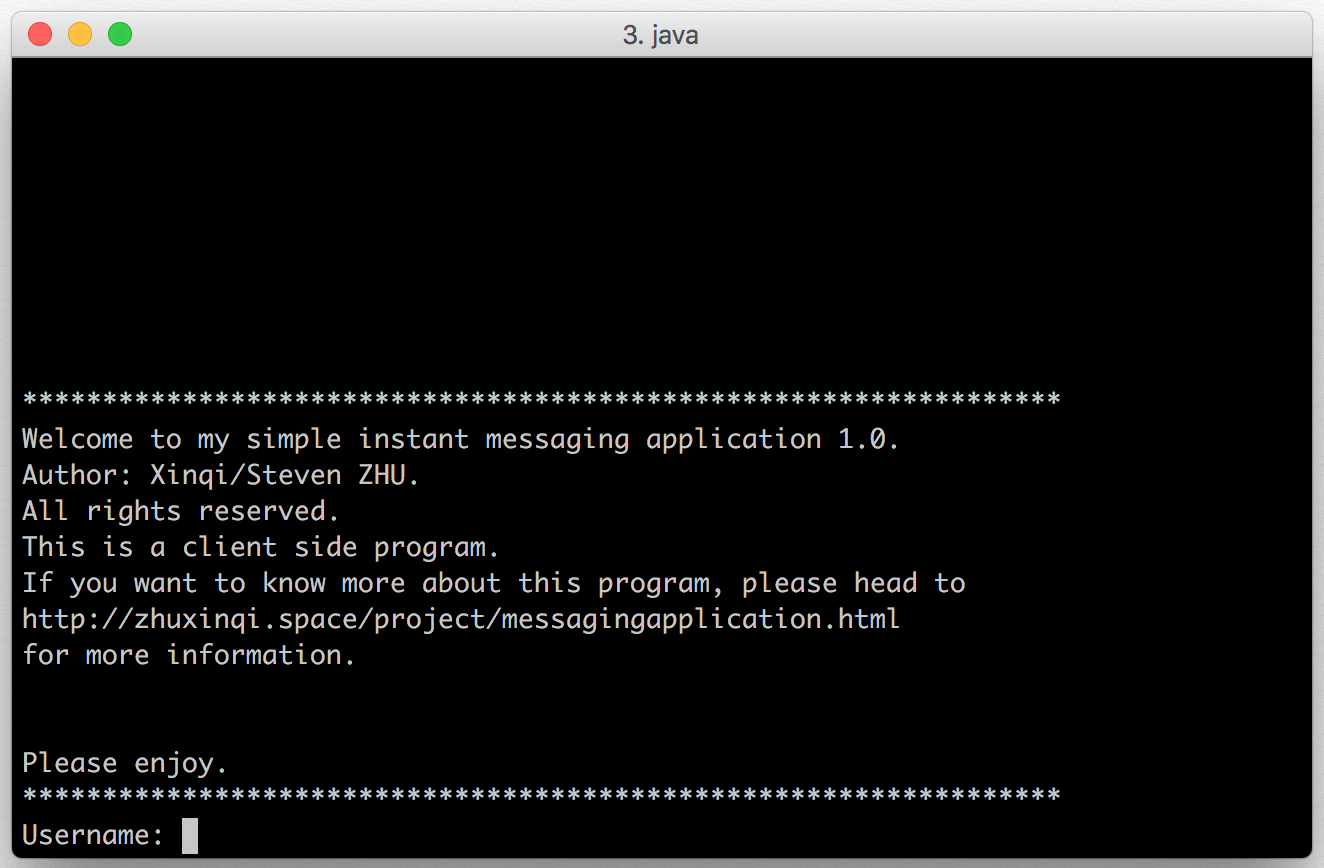 3. java
*****************************************************************
Welcome to my simple instant messaging application 1.0.
Author: Xinqi/Steven ZHU.
All rights reserved.
This is a client side program.
If you want to know more about this program, please head to
http://zhuxinqi.space/project/messagingapplication.html
for more information.
Please enjoy.
*****************************************************************
Username: